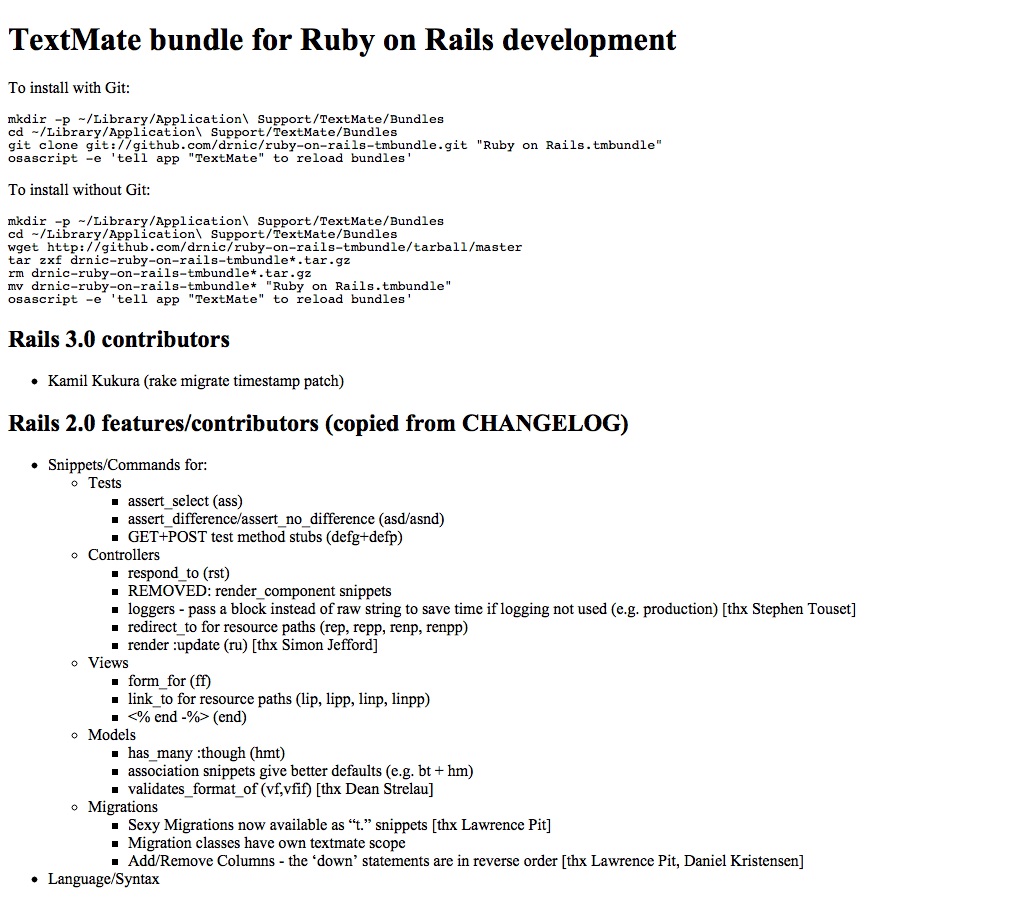 TextMate bundle for Ruby on Rails development
To install with Git:
mkdir -p ~/Library/Application\ Support/TextMate/Bundles
cd ~/Library/Application\ Support/TextMate/Bundles
git clone git://github.com/drnic/ruby-on-rails-tmbundle.git "Ruby on Rails.tmbundle"
osascript -e 'tell app "TextMate" to reload bundles'
To install without Git:
mkdir -p ~/Library/Application\ Support/TextMate/Bundles
cd ~/Library/Application\ Support/TextMate/Bundles
wget http://github.com/drnic/ruby-on-rails-tmbundle/tarball/master
tar zxf drnic-ruby-on-rails-tmbundle*.tar.gz
rm drnic-ruby-on-rails-tmbundle*.tar.gz
mv drnic-ruby-on-rails-tmbundle* "Ruby on Rails.tmbundle"
osascript -e 'tell app "TextMate" to reload bundles'
Rails 3.0 contributors
• Kamil Kukura (rake migrate timestamp patch)
Rails 2.0 features/contributors (copied from CHANGELOG)
• Snippets/Commands for:
◦ Tests
▪ assert_select (ass)
▪ assert_difference/assert_no_difference (asd/asnd)
▪ GET+POST test method stubs (defg+defp)
◦ Controllers
▪ respond_to (rst)
▪ REMOVED: render_component snippets
▪ loggers - pass a block instead of raw string to save time if logging not used (e.g. production) [thx Stephen Touset]
▪ redirect_to for resource paths (rep, repp, renp, renpp)
▪ render :update (ru) [thx Simon Jefford]
◦ Views
▪ form_for (ff)
▪ link_to for resource paths (lip, lipp, linp, linpp)
▪ <% end -%> (end)
◦ Models
▪ has_many :though (hmt)
▪ association snippets give better defaults (e.g. bt + hm)
▪ validates_format_of (vf,vfif) [thx Dean Strelau]
◦ Migrations
▪ Sexy Migrations now available as “t.” snippets [thx Lawrence Pit]
▪ Migration classes have own textmate scope
▪ Add/Remove Columns - the ‘down’ statements are in reverse order [thx Lawrence Pit, Daniel Kristensen]
• Language/Syntax